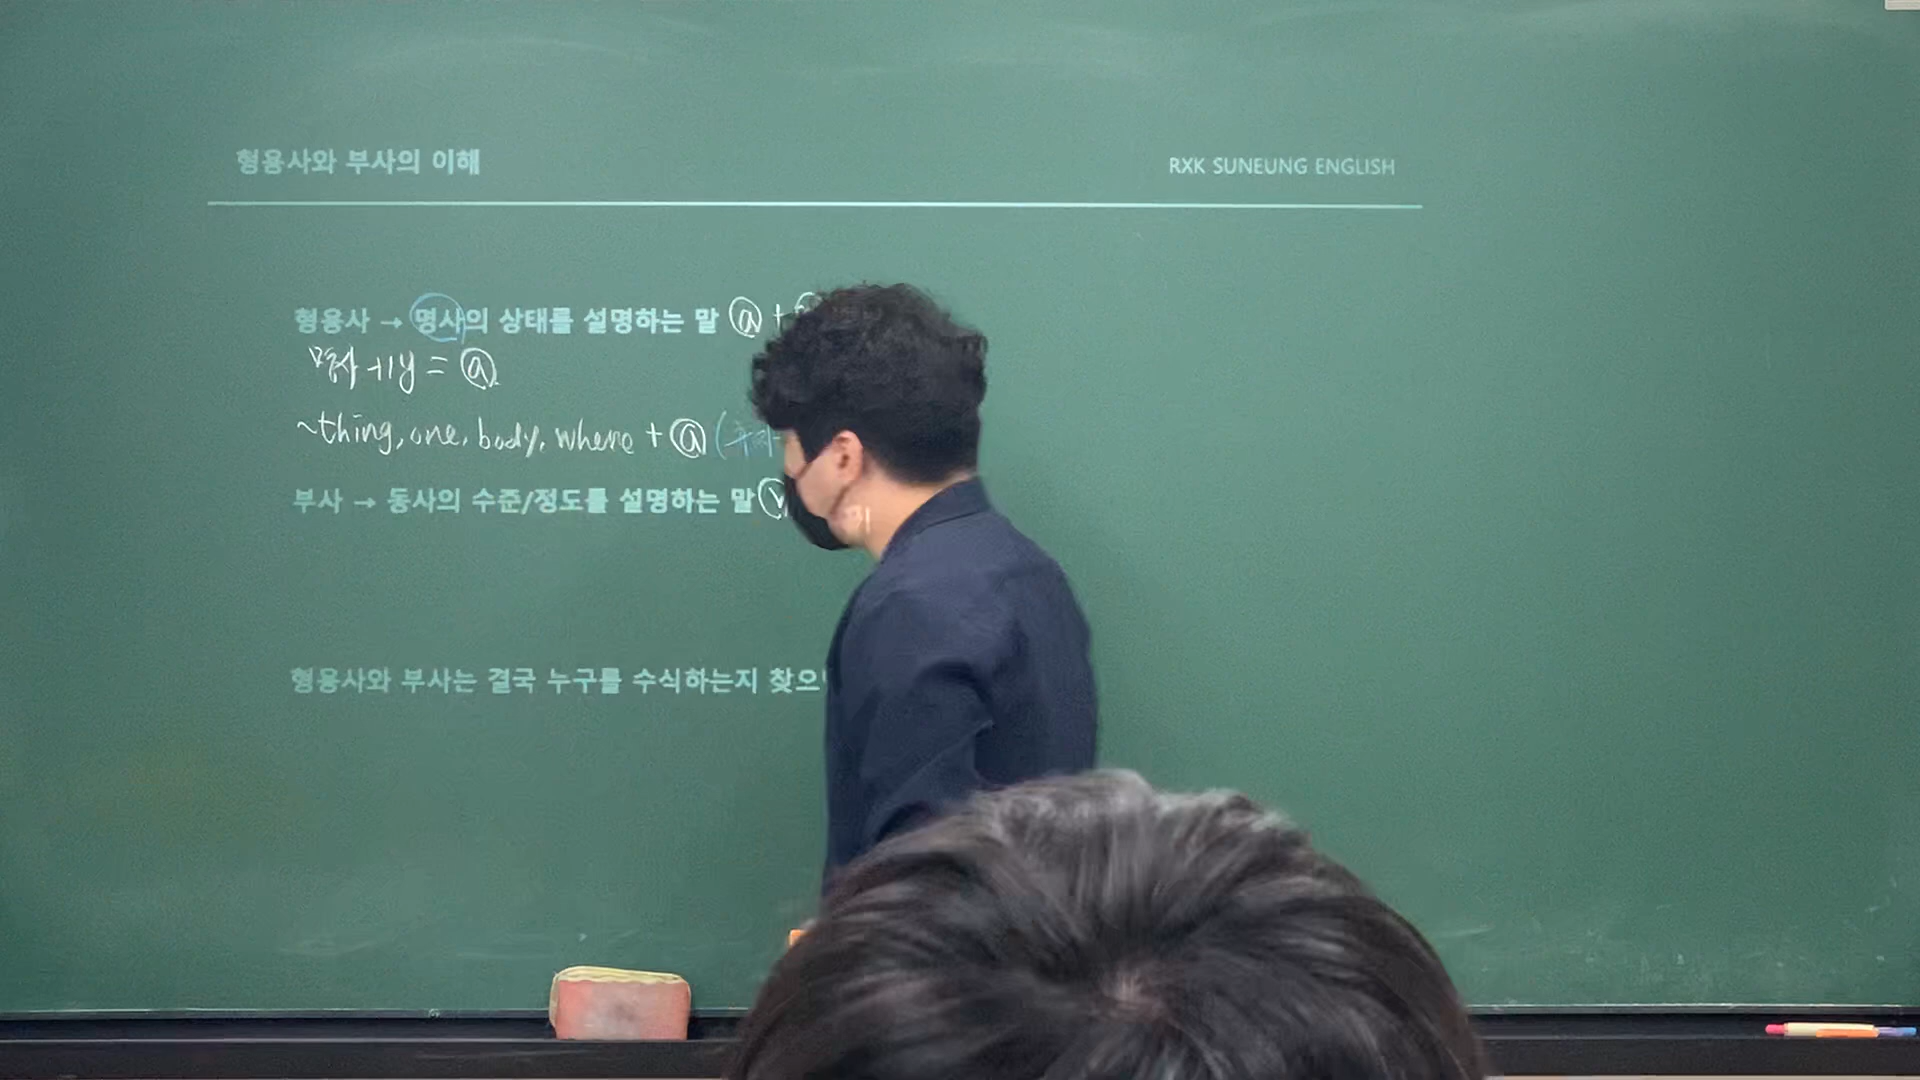 형용사와 부사의 이해
RXK SUNEUNG ENGLISH
형용사 → 명사의 상태를 설명하는 말 ⓐ +
명사 + ly = ⓐ
~thing, one, body, where + ⓐ (
부사 → 동사의 수준/정도를 설명하는 말 ⓥ
형용사와 부사는 결국 누구를 수식하는지